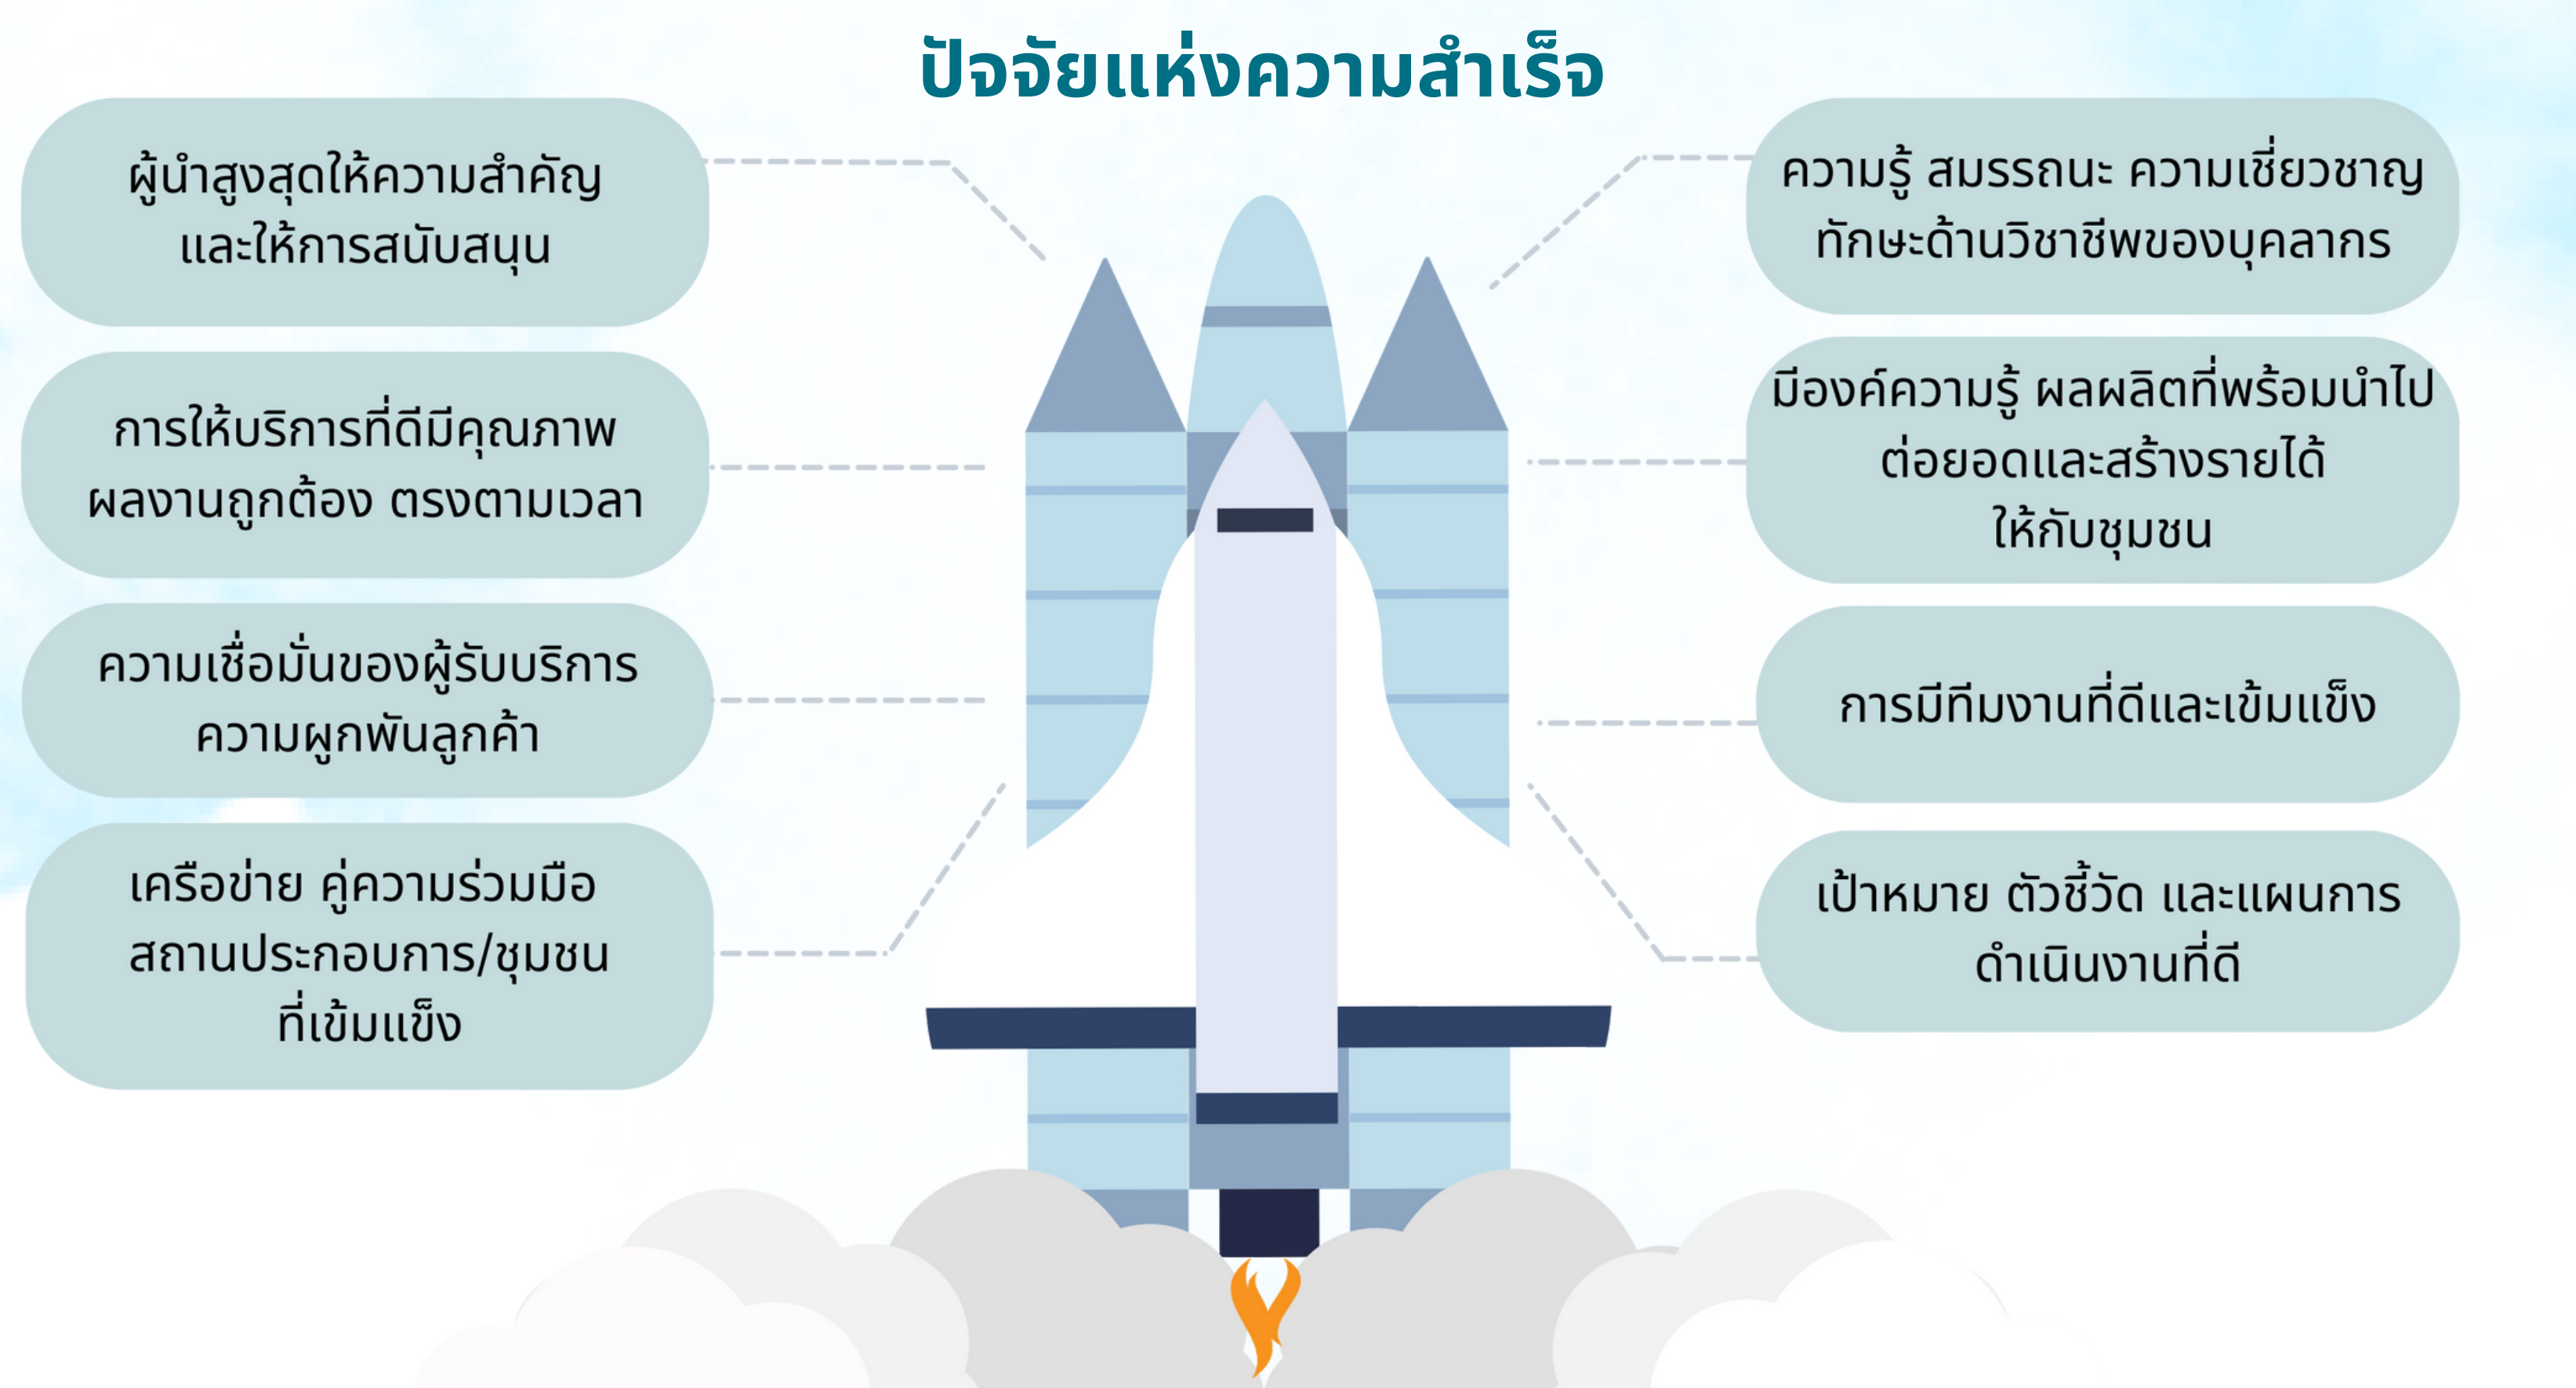 ปัจจัยแห่งความสำเร็จ
ผู้นำสูงสุดให้ความสำคัญ
และให้การสนับสนุน
การให้บริการที่ดีมีคุณภาพ
ผลงานถูกต้อง ตรงตามเวลา
ความเชื่อมั่นของผู้รับบริการ
ความผูกพันลูกค้า
เครือข่าย คู่ความร่วมมือ
สถานประกอบการ/ชุมชน
ที่เข้มแข็ง
ความรู้ สมรรถนะ ความเชี่ยวชาญ
ทักษะด้านวิชาชีพของบุคลากร
มีองค์ความรู้ ผลผลิตที่พร้อมนำไป
ต่อยอดและสร้างรายได้
ให้กับชุมชน
การมีทีมงานที่ดีและเข้มแข็ง
เป้าหมาย ตัวชี้วัด และแผนการ
ดำเนินงานที่ดี